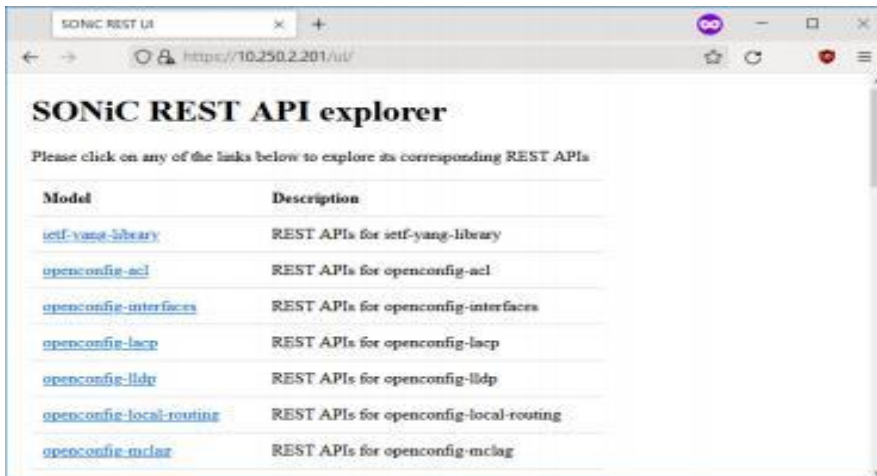 SONiC REST UI
https://10.250.2.201/ui/
SONiC REST API explorer
Please click on any of the links below to explore its corresponding REST APIs
Model Description
ietf-yang-library REST APIs for ietf-yang-library
openconfig-acl REST APIs for openconfig-acl
openconfig-interfaces REST APIs for openconfig-interfaces
openconfig-lacp REST APIs for openconfig-lacp
openconfig-lldp REST APIs for openconfig-lldp
openconfig-local-routing REST APIs for openconfig-local-routing
openconfig-mclag REST APIs for openconfig-mclag